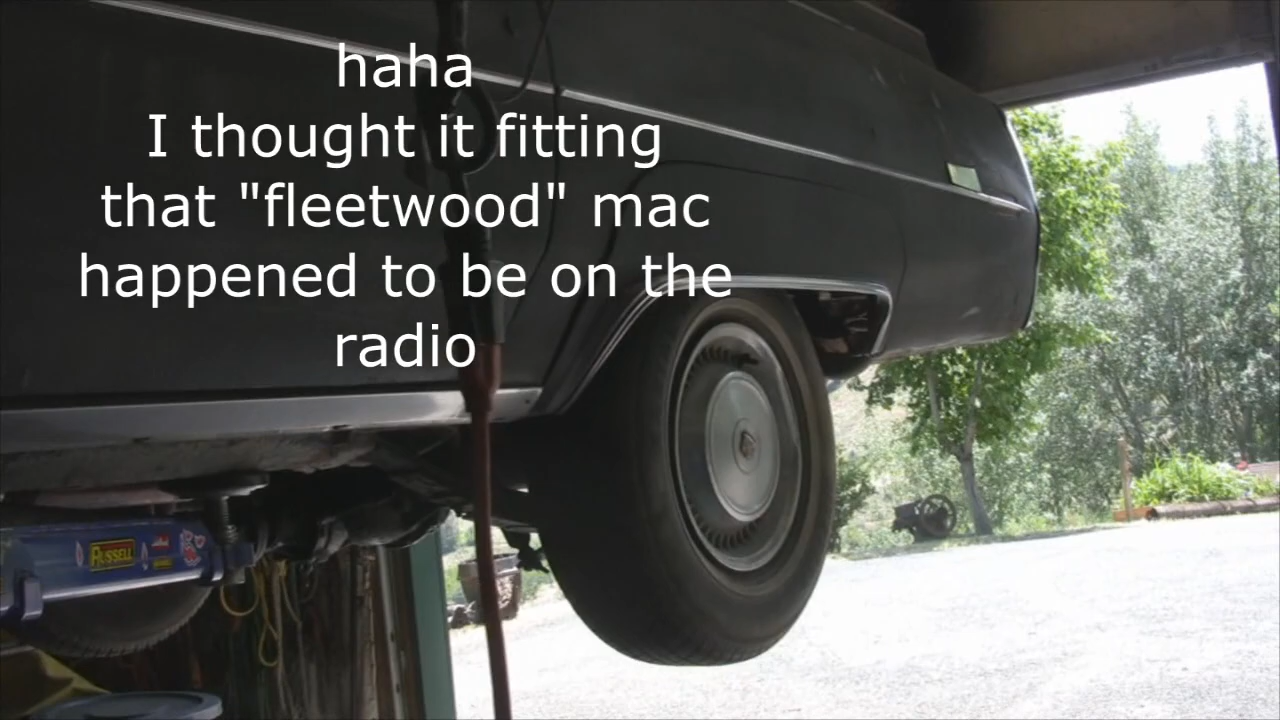 haha
I thought it fitting
that "fleetwood" mac
happened to be on the
radio
RUSSELL